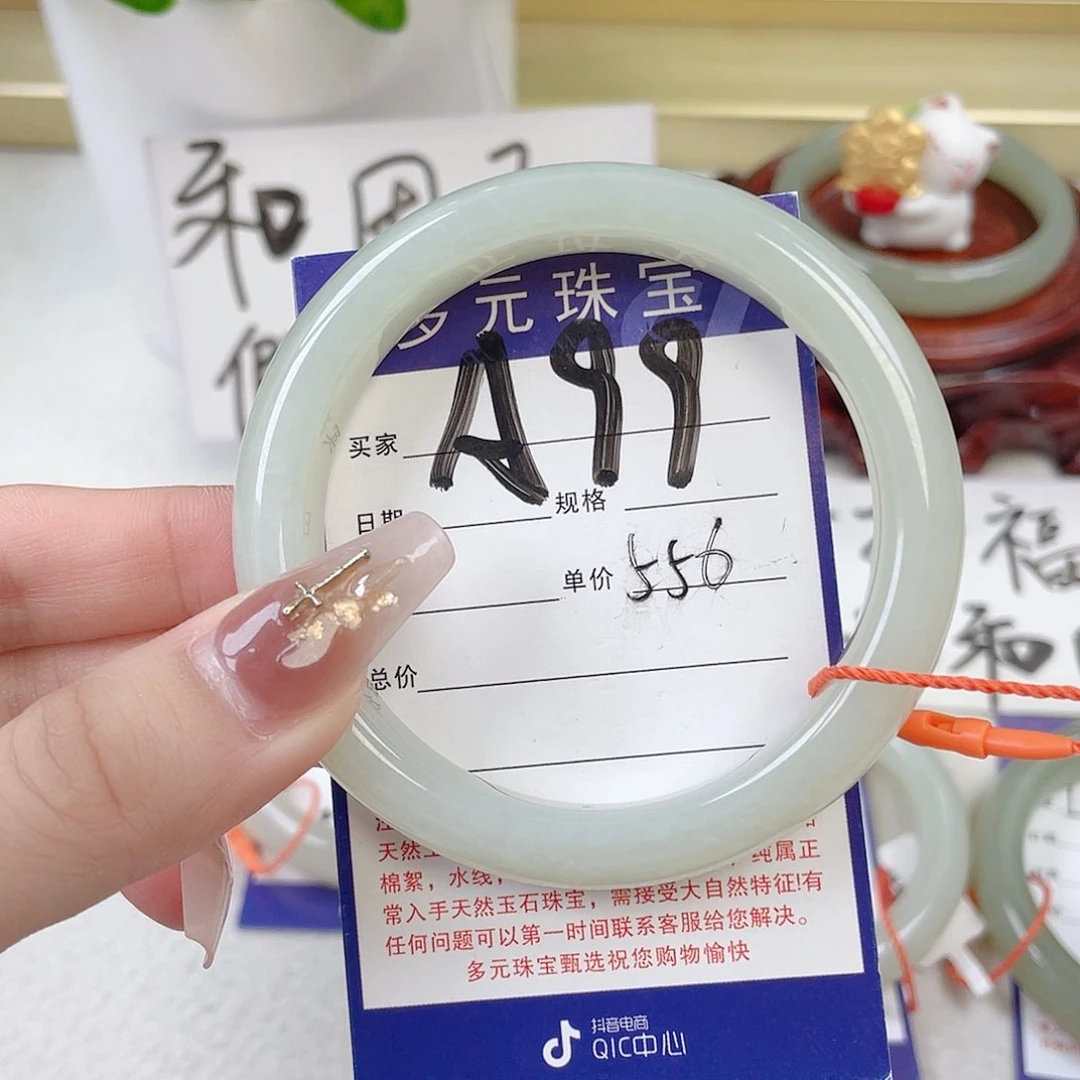 和田
多元珠宝
A99
买家
日期
规格
单价 556
总价
福
和
棉絮，水线，
纯属正
常入手天然玉石珠宝，需接受大自然特征!有
任何问题可以第一时间联系客服给您解决。
多元珠宝甄选祝您购物愉快
抖音电商
QIC中心